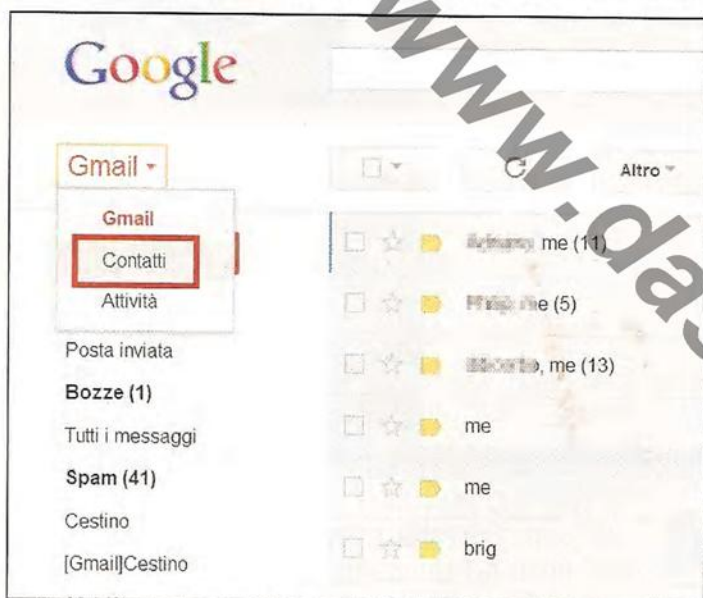 Google
Gmail
Altro
Gmail
Contatti
Attività
me (11)
me (5)
, me (13)
me
me
brig
Posta inviata
Bozze (1)
Tutti i messaggi
Spam (41)
Cestino
[Gmail]Cestino
www.das